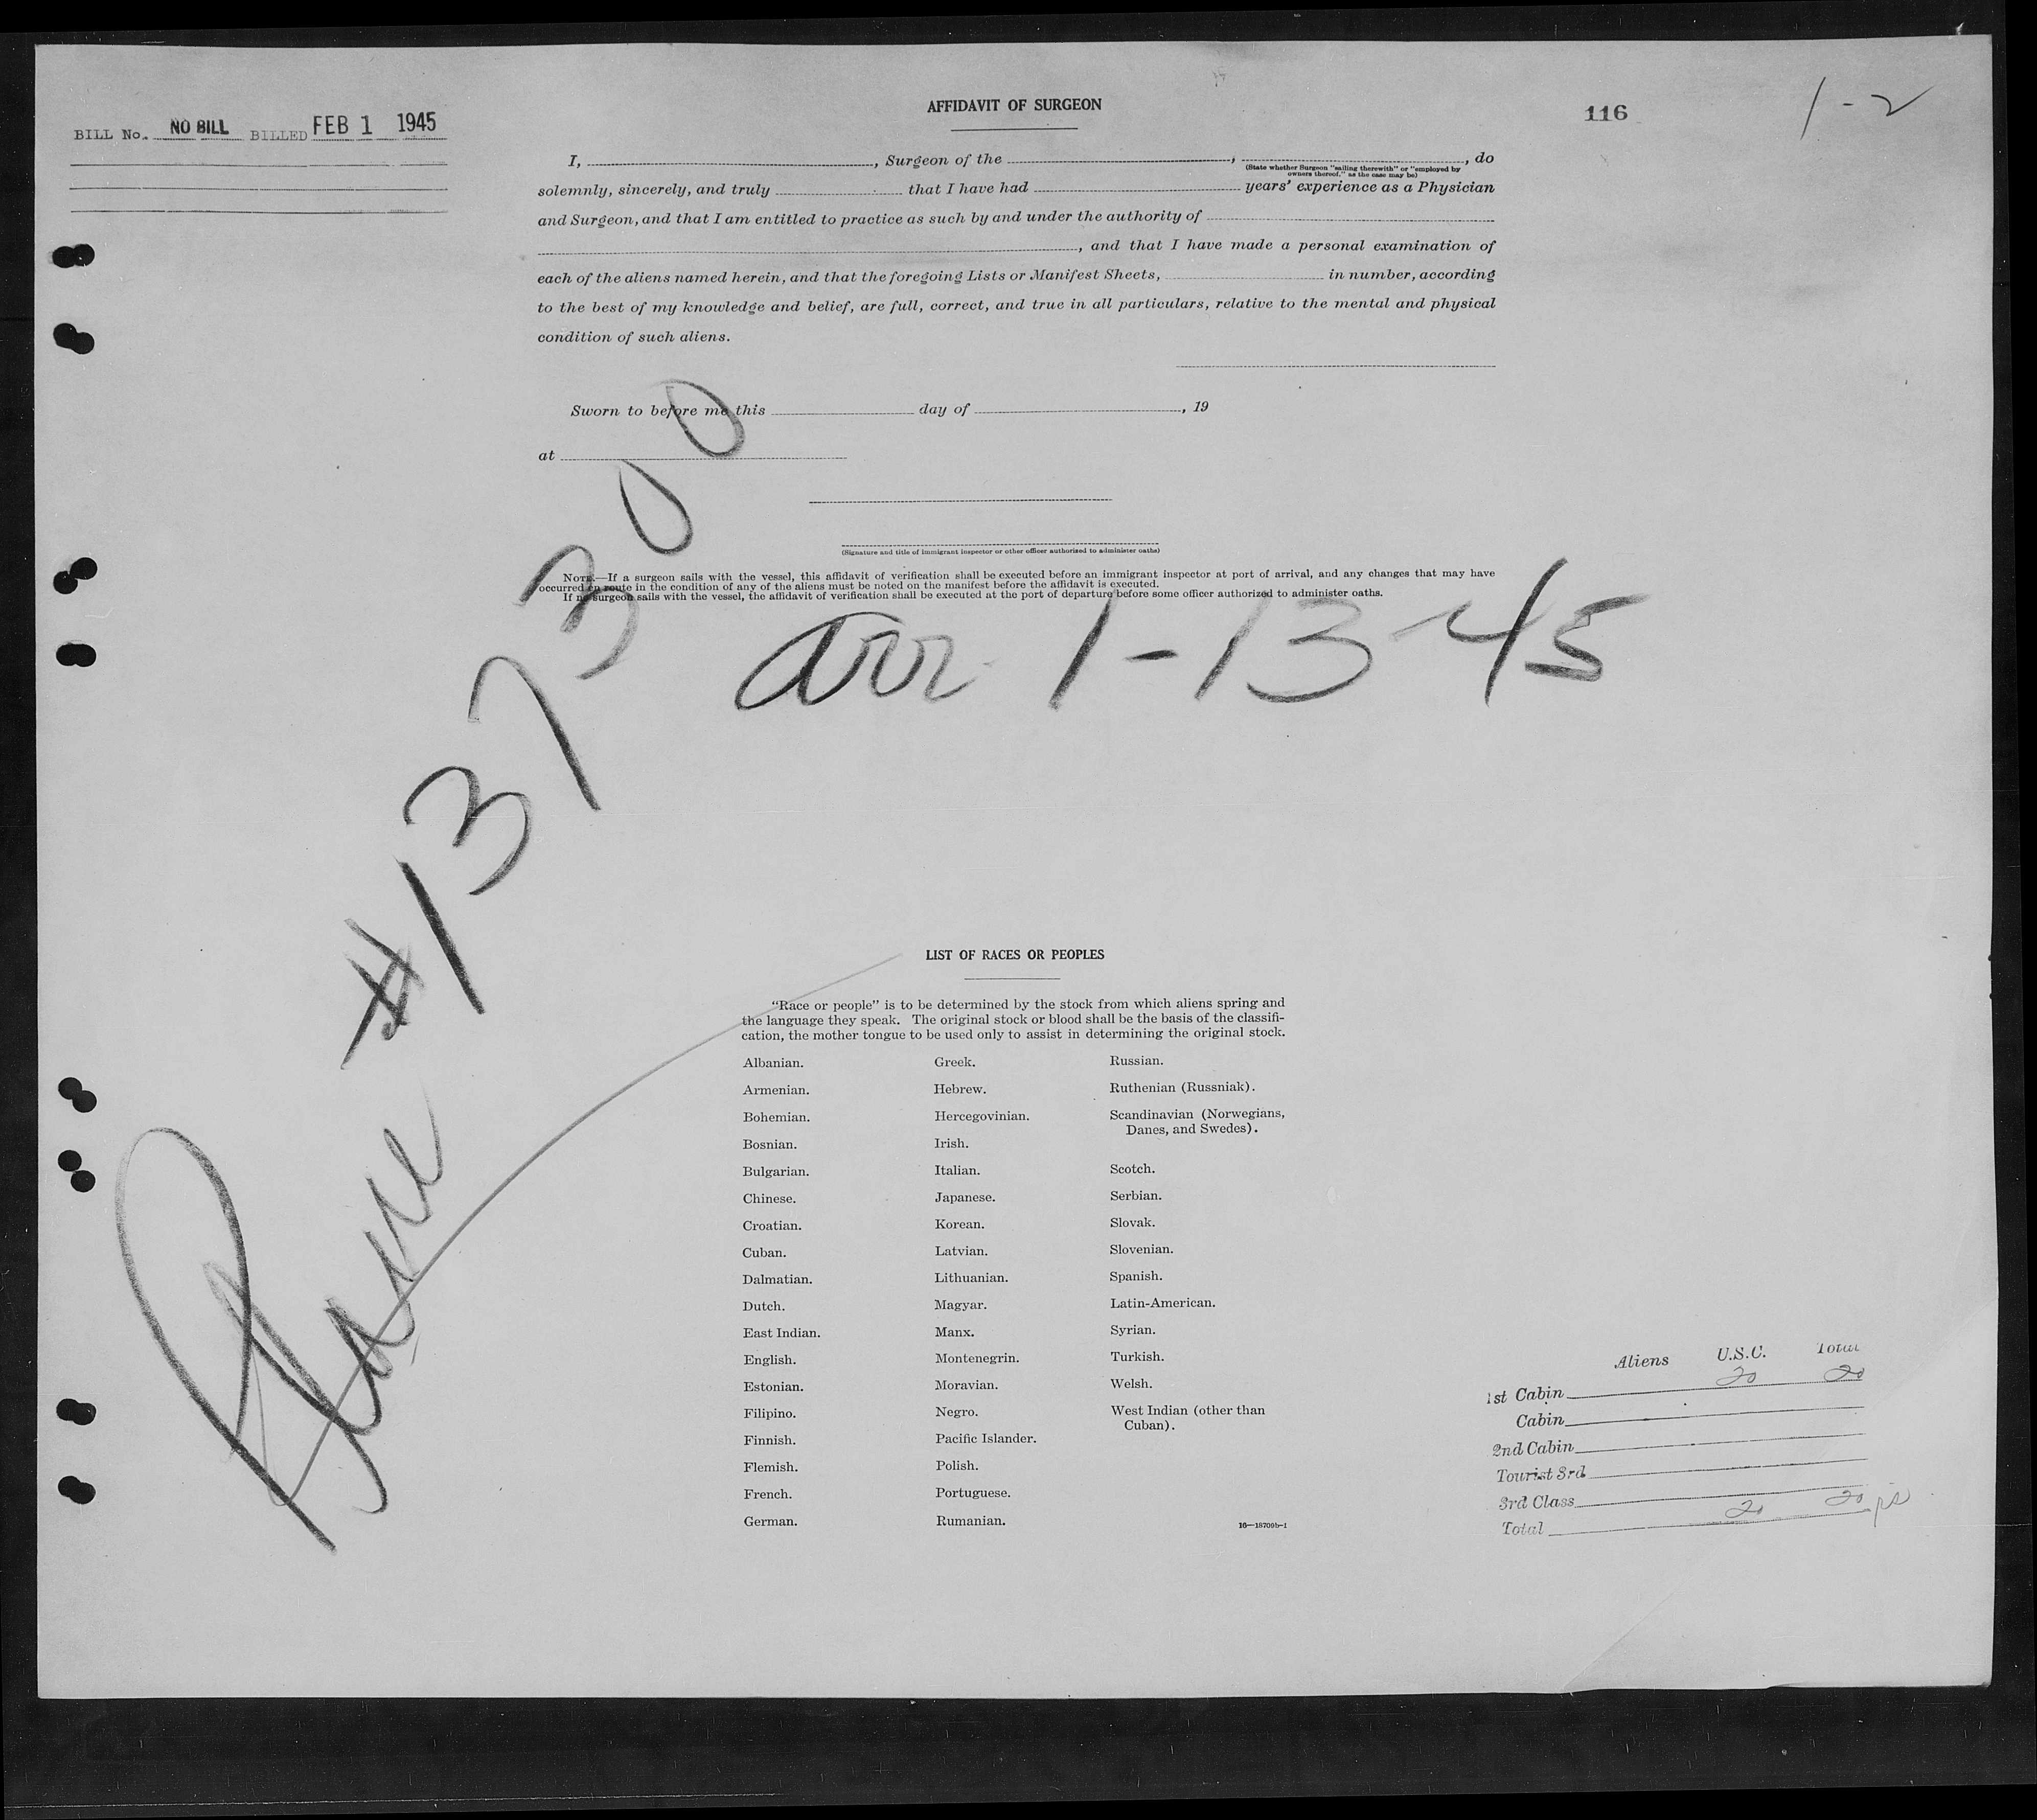 BILL No. NO BILL BILLED FEB 1 1945
AFFIDAVIT OF SURGEON
116
1-2
I, , Surgeon of the , , do
(State whether Surgeon "sailing therewith" or "employed by
owners thereof," as the case may be)
solemnly, sincerely, and truly that I have had years' experience as a Physician
and Surgeon, and that I am entitled to practice as such by and under the authority of
, and that I have made a personal examination of
each of the aliens named herein, and that the foregoing Lists or Manifest Sheets, in number, according
to the best of my knowledge and belief, are full, correct, and true in all particulars, relative to the mental and physical
condition of such aliens.
Sworn to before me this day of , 19
at
(Signature and title of immigrant inspector or other officer authorized to administer oaths)
NOTE.—If a surgeon sails with the vessel, this affidavit of verification shall be executed before an immigrant inspector at port of arrival, and any changes that may have
occurred en route in the condition of any of the aliens must be noted on the manifest before the affidavit is executed.
If no surgeon sails with the vessel, the affidavit of verification shall be executed at the port of departure before some officer authorized to administer oaths.
arr 1-13-45
Plane #137300
LIST OF RACES OR PEOPLES
"Race or people" is to be determined by the stock from which aliens spring and
the language they speak. The original stock or blood shall be the basis of the classifi-
cation, the mother tongue to be used only to assist in determining the original stock.
Albanian.
Armenian.
Bohemian.
Bosnian.
Bulgarian.
Chinese.
Croatian.
Cuban.
Dalmatian.
Dutch.
East Indian.
English.
Estonian.
Filipino.
Finnish.
Flemish.
French.
German.
Greek.
Hebrew.
Hercegovinian.
Irish.
Italian.
Japanese.
Korean.
Latvian.
Lithuanian.
Magyar.
Manx.
Montenegrin.
Moravian.
Negro.
Pacific Islander.
Polish.
Portuguese.
Rumanian.
Russian.
Ruthenian (Russniak).
Scandinavian (Norwegians,
Danes, and Swedes).
Scotch.
Serbian.
Slovak.
Slovenian.
Spanish.
Latin-American.
Syrian.
Turkish.
Welsh.
West Indian (other than
Cuban).
16—18709b-1
Aliens U.S.C. Total
1st Cabin 20 20
Cabin
2nd Cabin
Tourist 3rd
3rd Class
Total 20 20